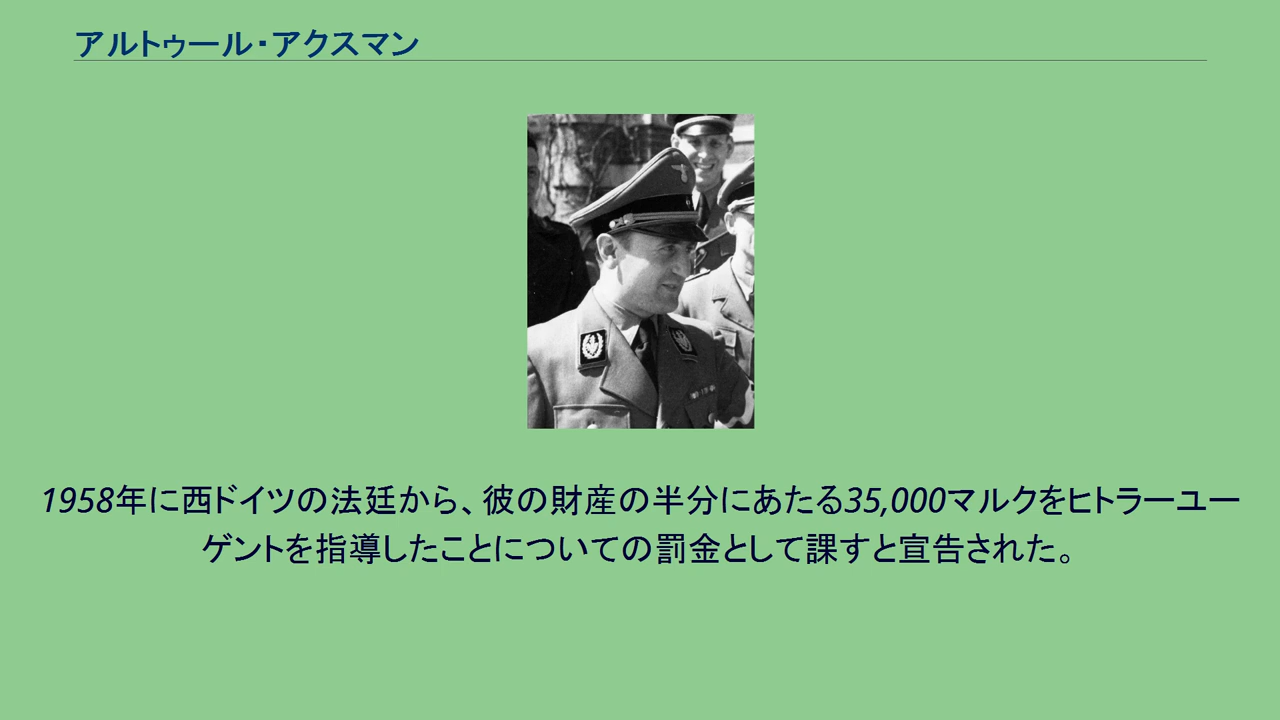 アルトゥール・アクスマン
1958年に西ドイツの法廷から、彼の財産の半分にあたる35,000マルクをヒトラーユー
ゲントを指導したことについての罰金として課すと宣告された。